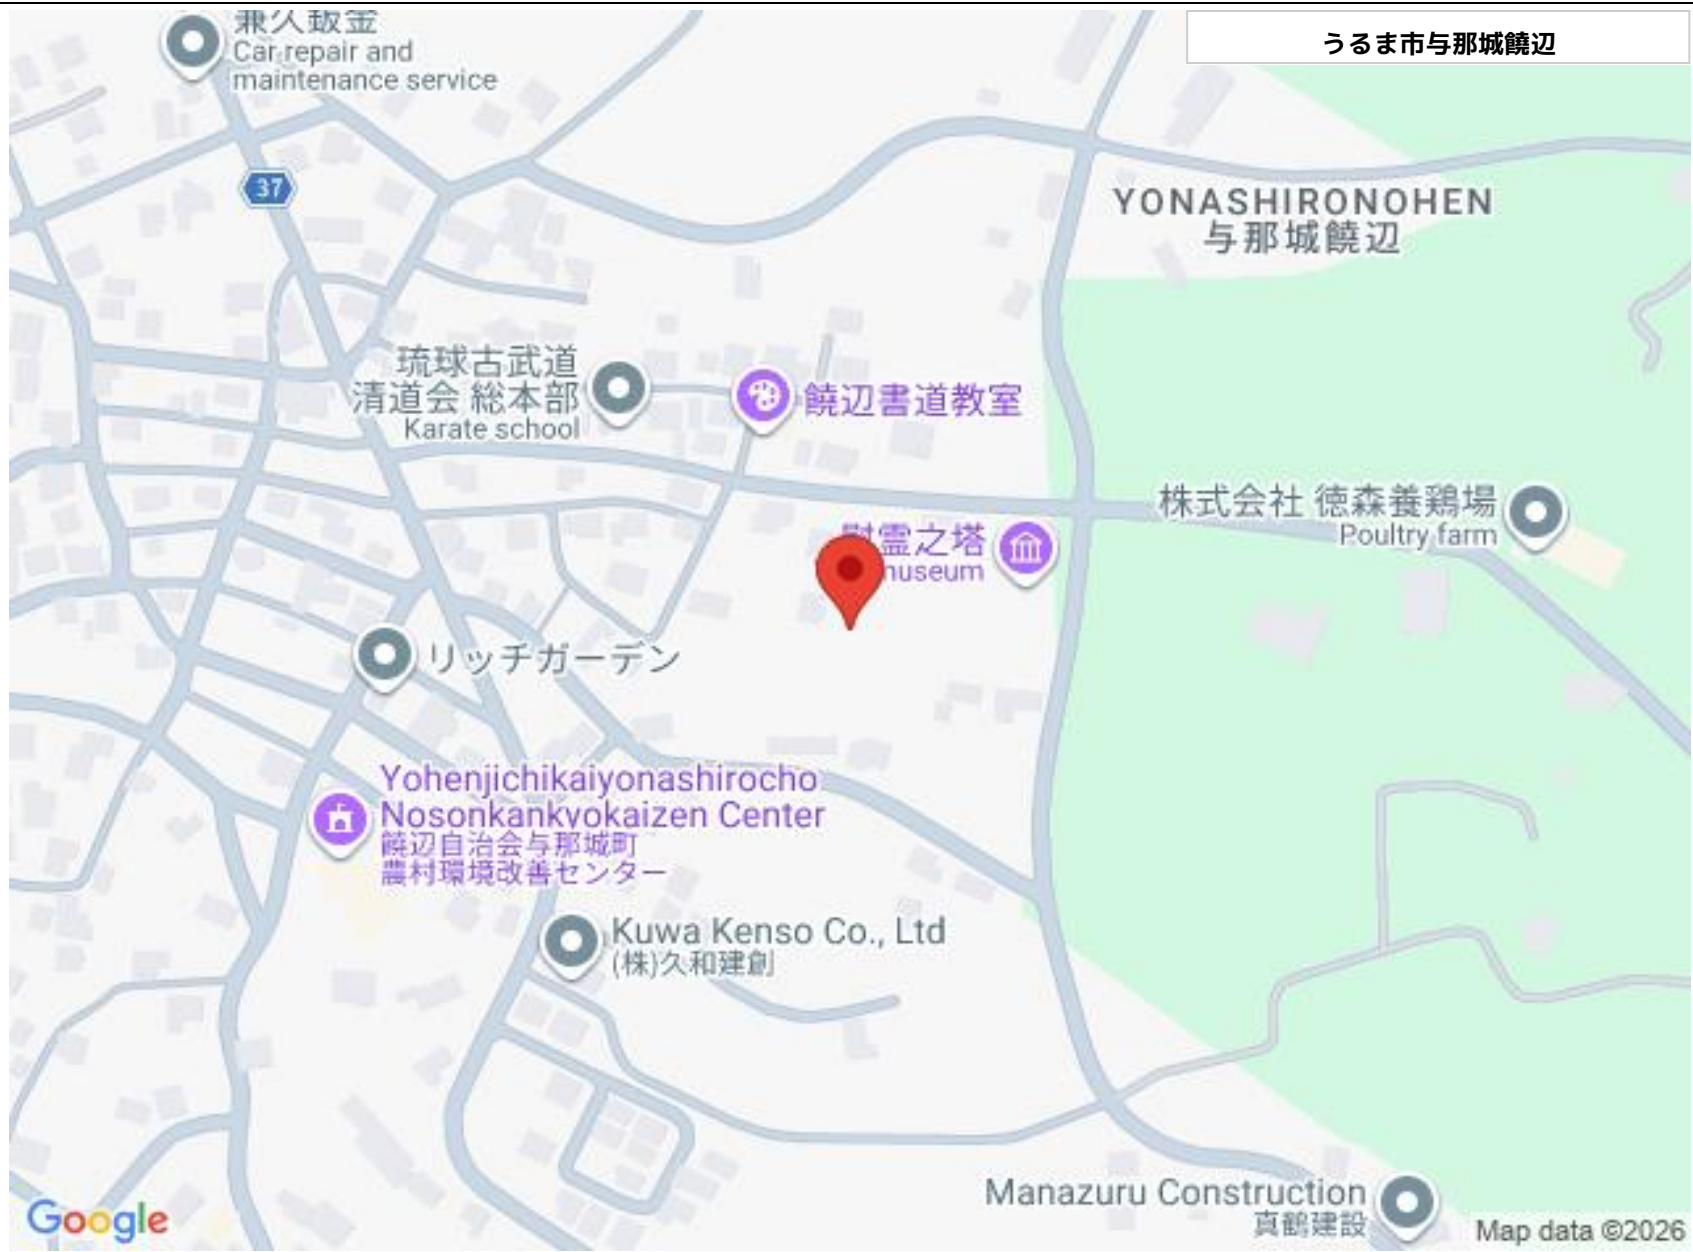 兼久鈑金
Car repair and
maintenance service
うるま市与那城饒辺
37
YONASHIRONOHEN
与那城饒辺
琉球古武道
清道会 総本部
Karate school
饒辺書道教室
株式会社 徳森養鶏場
Poultry farm
慰霊之塔
museum
リッチガーデン
Yohenjichikaiyonashirocho
Nosonkankyokaizen Center
饒辺自治会与那城町
農村環境改善センター
Kuwa Kenso Co., Ltd
(株)久和建創
Manazuru Construction
真鶴建設
Google
Map data ©2026